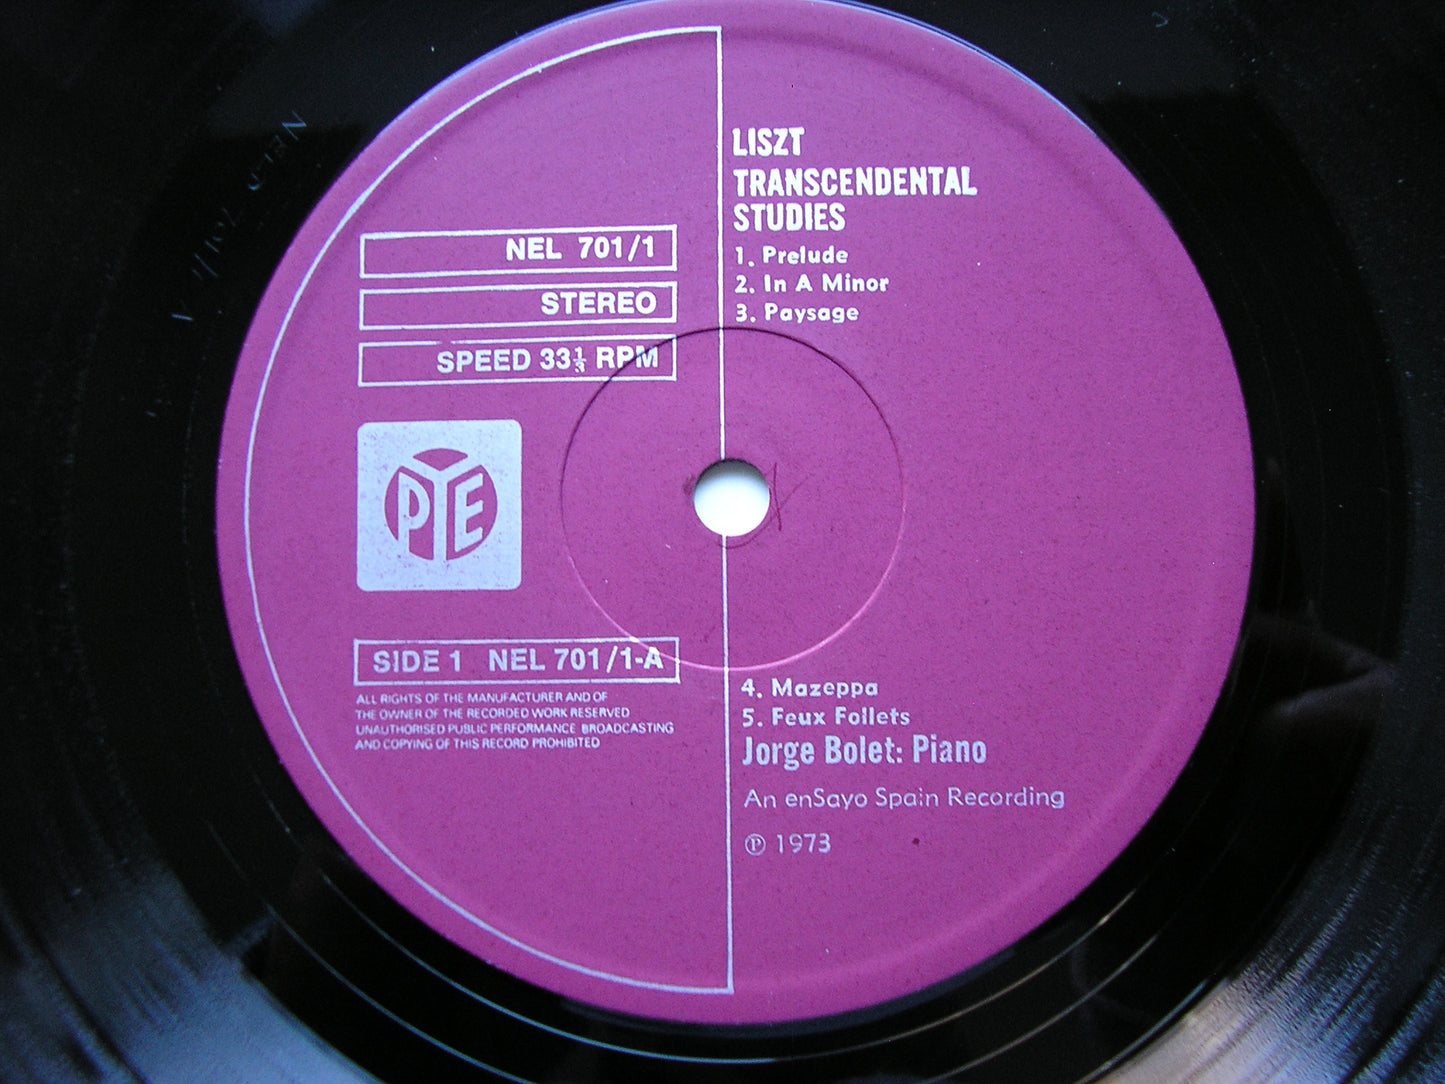 NEL 701/1
STEREO
SPEED 33⅓ RPM
PYE
SIDE 1 NEL 701/1-A
ALL RIGHTS OF THE MANUFACTURER AND OF
THE OWNER OF THE RECORDED WORK RESERVED
UNAUTHORISED PUBLIC PERFORMANCE BROADCASTING
AND COPYING OF THIS RECORD PROHIBITED
LISZT
TRANSCENDENTAL
STUDIES
1. Prelude
2. In A Minor
3. Paysage
4. Mazeppa
5. Feux Follets
Jorge Bolet: Piano
An enSayo Spain Recording
℗ 1973